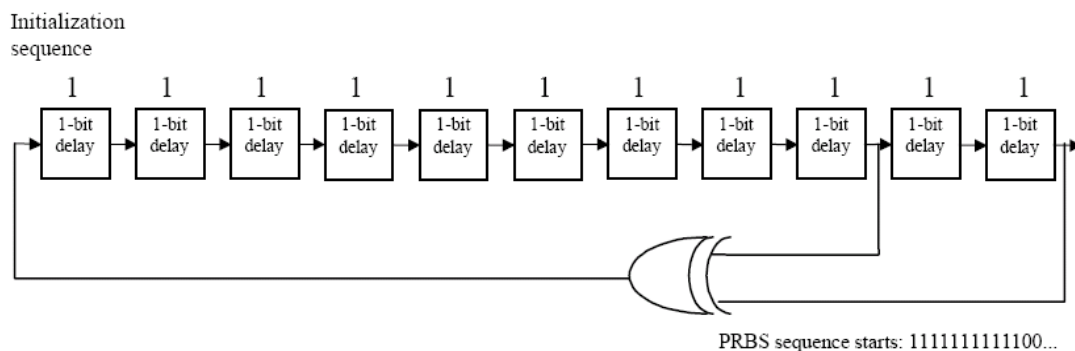 Initialization
sequence
1 1 1 1 1 1 1 1 1 1 1
1-bit 1-bit 1-bit 1-bit 1-bit 1-bit 1-bit 1-bit 1-bit 1-bit 1-bit
delay delay delay delay delay delay delay delay delay delay delay
PRBS sequence starts: 1111111111100...